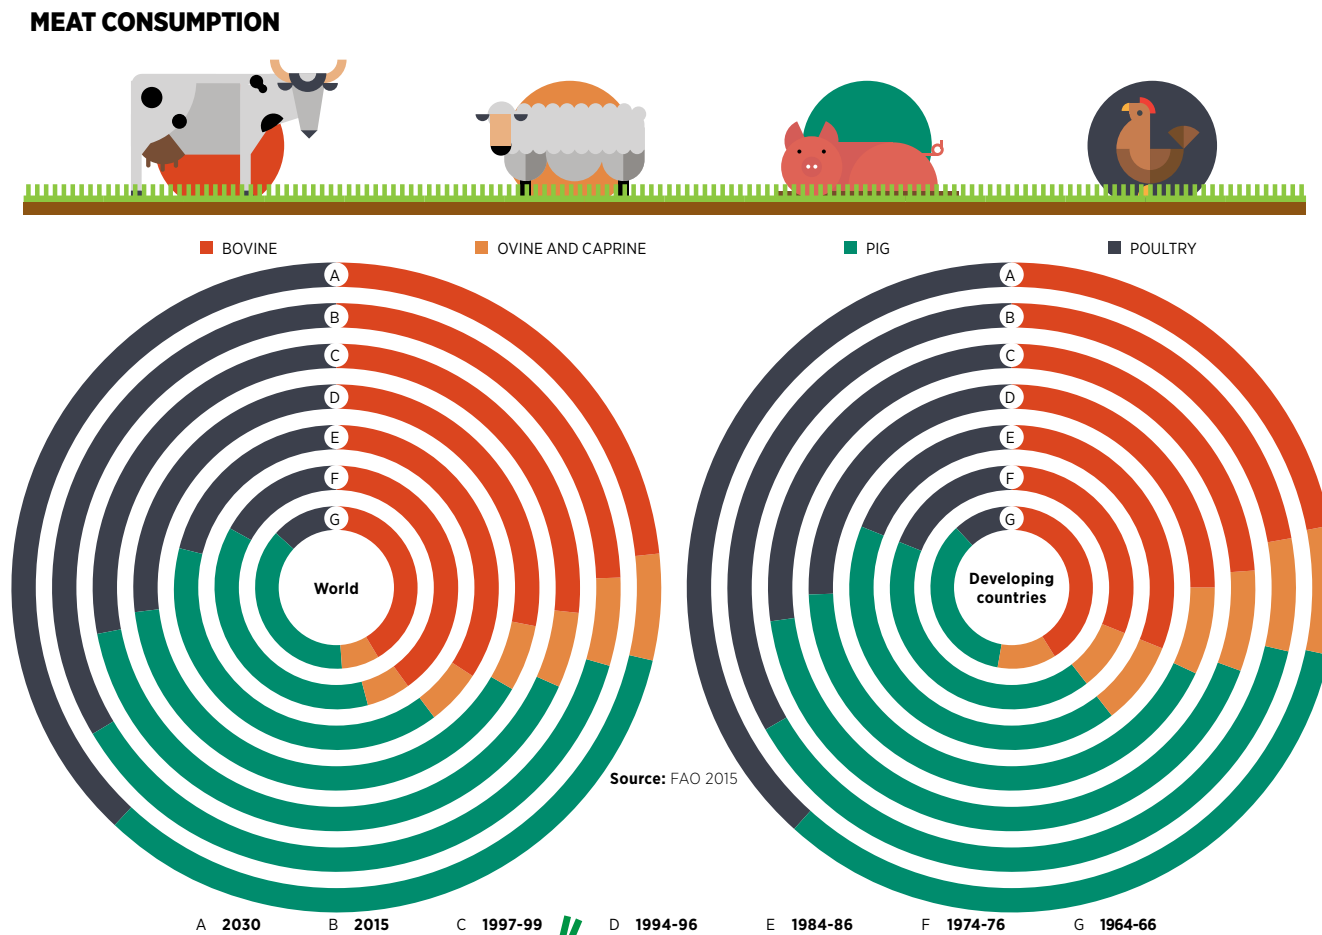 MEAT CONSUMPTION
BOVINE OVINE AND CAPRINE PIG POULTRY
A A
B B
C C
D D
E E
F F
G G
World
Developing
countries
Source: FAO 2015
A 2030 B 2015 C 1997-99 D 1994-96 E 1984-86 F 1974-76 G 1964-66